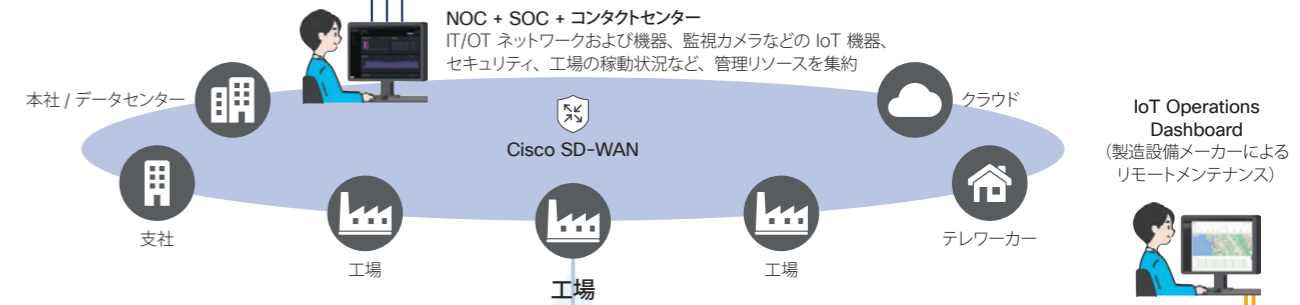 NOC + SOC + コンタクトセンター
IT/OT ネットワークおよび機器、監視カメラなどの IoT 機器、
セキュリティ、工場の稼動状況など、管理リソースを集約
本社 / データセンター
クラウド
Cisco SD-WAN
IoT Operations
Dashboard
(製造設備メーカーによる
リモートメンテナンス)
支社
工場
工場
工場
テレワーカー